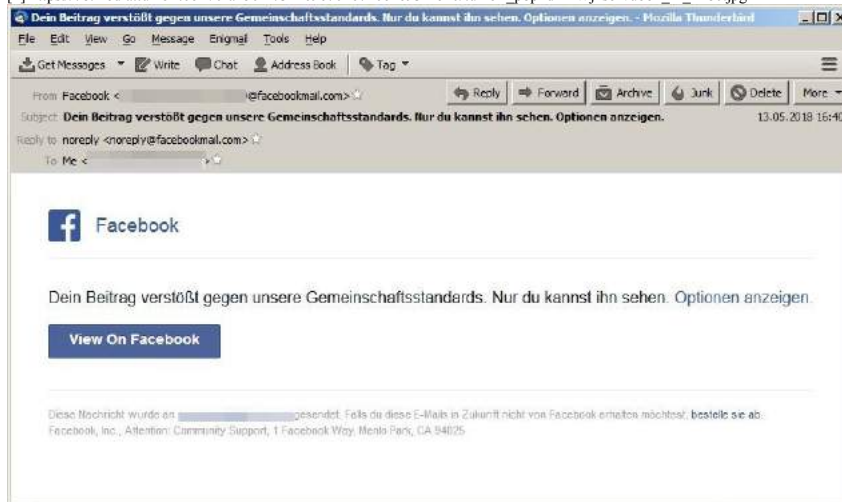 Dein Beitrag verstößt gegen unsere Gemeinschaftsstandards. Nur du kannst ihn sehen. Optionen anzeigen. - Mozilla Thunderbird
File Edit View Go Message Enigmail Tools Help
Get Messages Write Chat Address Book Tag
From Facebook < @facebookmail.com> Reply Forward Archive Junk Delete More
Subject Dein Beitrag verstößt gegen unsere Gemeinschaftsstandards. Nur du kannst ihn sehen. Optionen anzeigen. 13.05.2018 16:40
Reply to noreply <noreply@facebookmail.com>
To Me < >
Facebook
Dein Beitrag verstößt gegen unsere Gemeinschaftsstandards. Nur du kannst ihn sehen. Optionen anzeigen.
View On Facebook
Diese Nachricht wurde an gesendet. Falls du diese E-Mails in Zukunft nicht von Facebook erhalten möchtest, bestelle sie ab.
Facebook, Inc., Attention: Community Support, 1 Facebook Way, Menlo Park, CA 94025